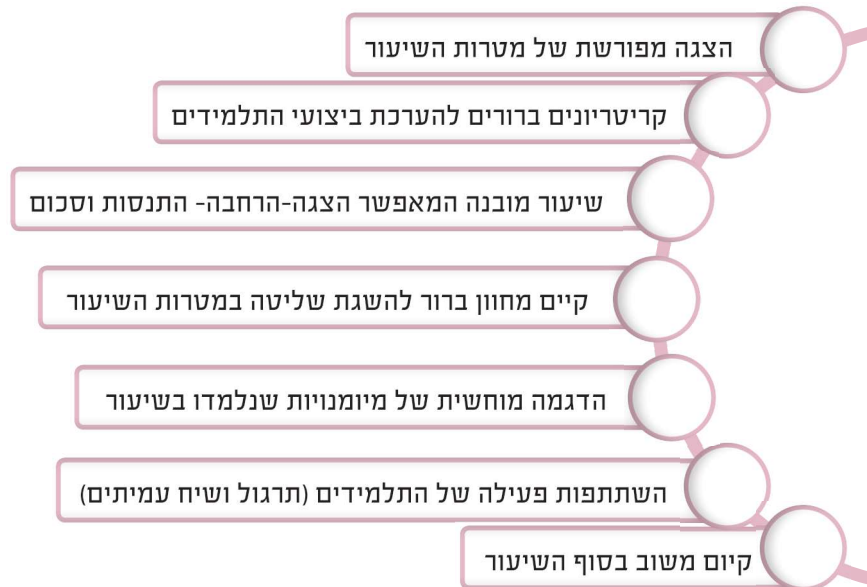 הצגה מפורשת של מטרות השיעור
קריטריונים ברורים להערכת ביצועי התלמידים
שיעור מובנה המאפשר הצגה-הרחבה- התנסות וסכום
קיים מחוון ברור להשגת שליטה במטרות השיעור
הדגמה מוחשית של מיומנויות שנלמדו בשיעור
השתתפות פעילה של התלמידים (תרגול ושיח עמיתים)
קיום משוב בסוף השיעור